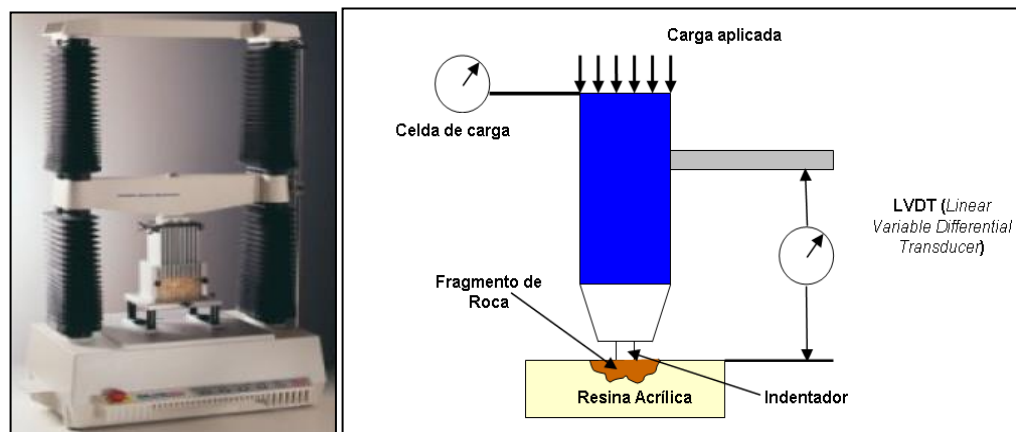 Carga aplicada
Celda de carga
LVDT (Linear
Variable Differential
Transducer)
Fragmento de
Roca
Resina Acrílica
Indentador